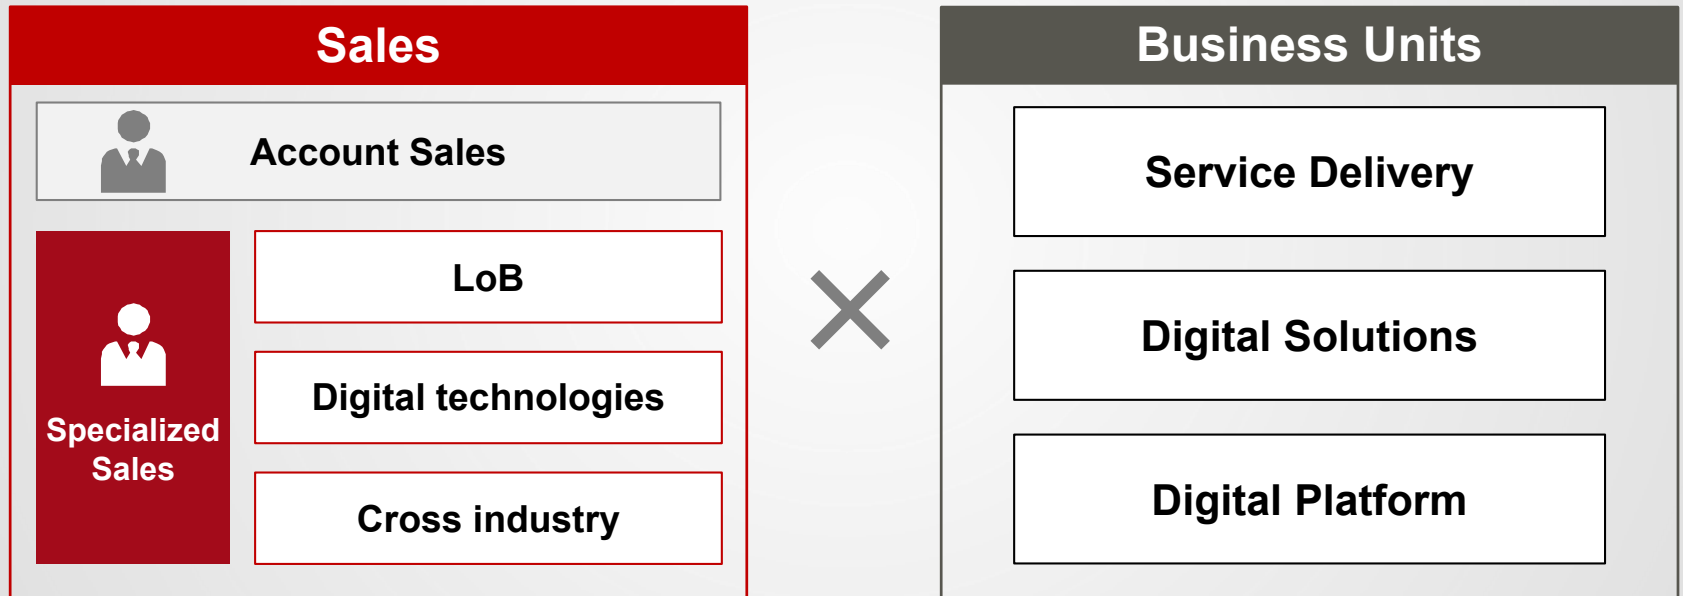 Sales
Account Sales
Specialized
Sales
LoB
Digital technologies
Cross industry
Business Units
Service Delivery
Digital Solutions
Digital Platform